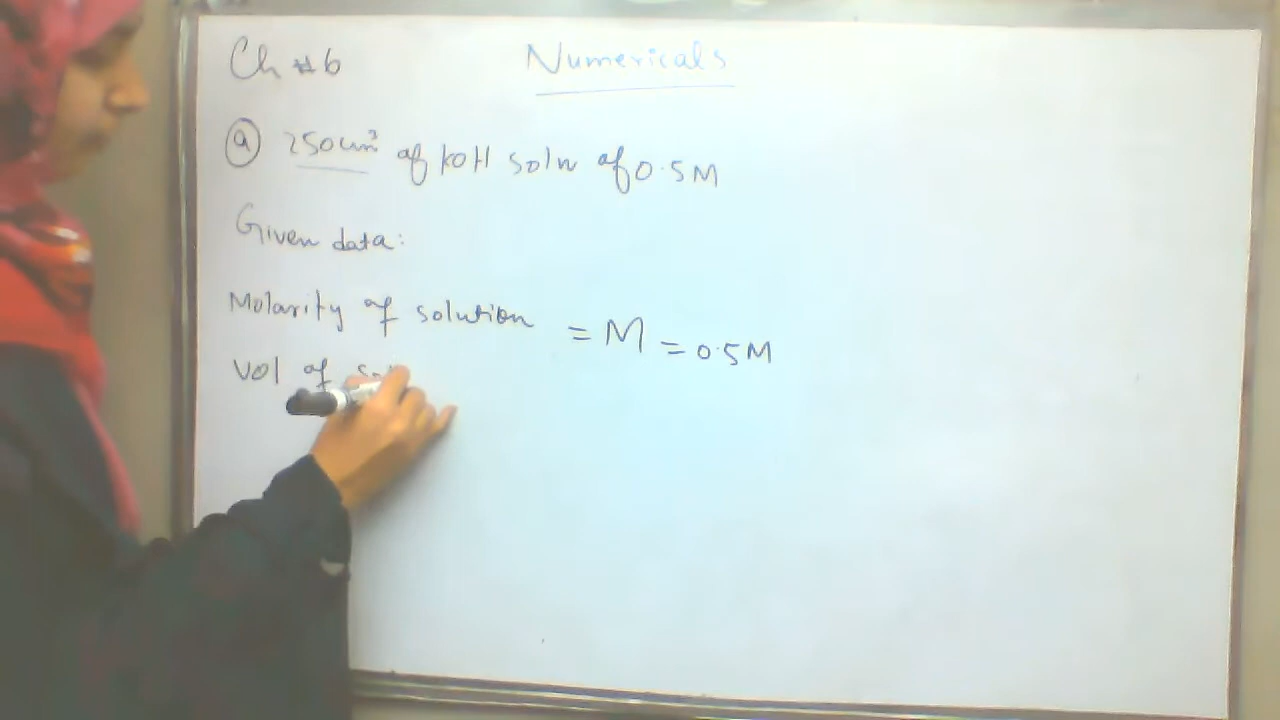 Ch #6 Numericals
a 250cm³ of KOH soln of 0.5M
Given data:
Molarity of solution = M = 0.5M
Vol of